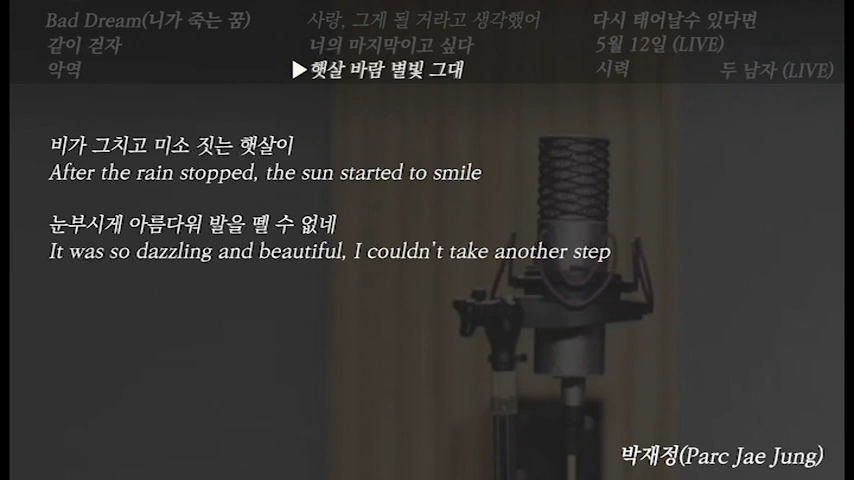 Bad Dream(니가 죽는 꿈)
같이 걷자
악역
사랑, 그게 될 거라고 생각했어
너의 마지막이고 싶다
▶햇살 바람 별빛 그대
다시 태어날수 있다면
5월 12일 (LIVE)
시력 두 남자 (LIVE)
비가 그치고 미소 짓는 햇살이
After the rain stopped, the sun started to smile
눈부시게 아름다워 발을 뗄 수 없네
It was so dazzling and beautiful, I couldn't take another step
박재정(Parc Jae Jung)